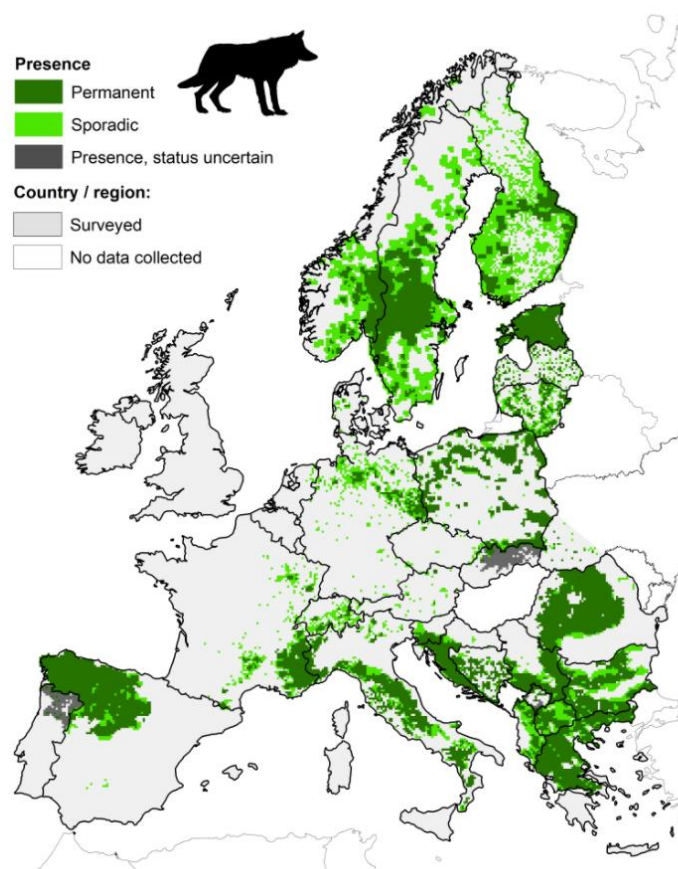 Presence
Permanent
Sporadic
Presence, status uncertain
Country / region:
Surveyed
No data collected